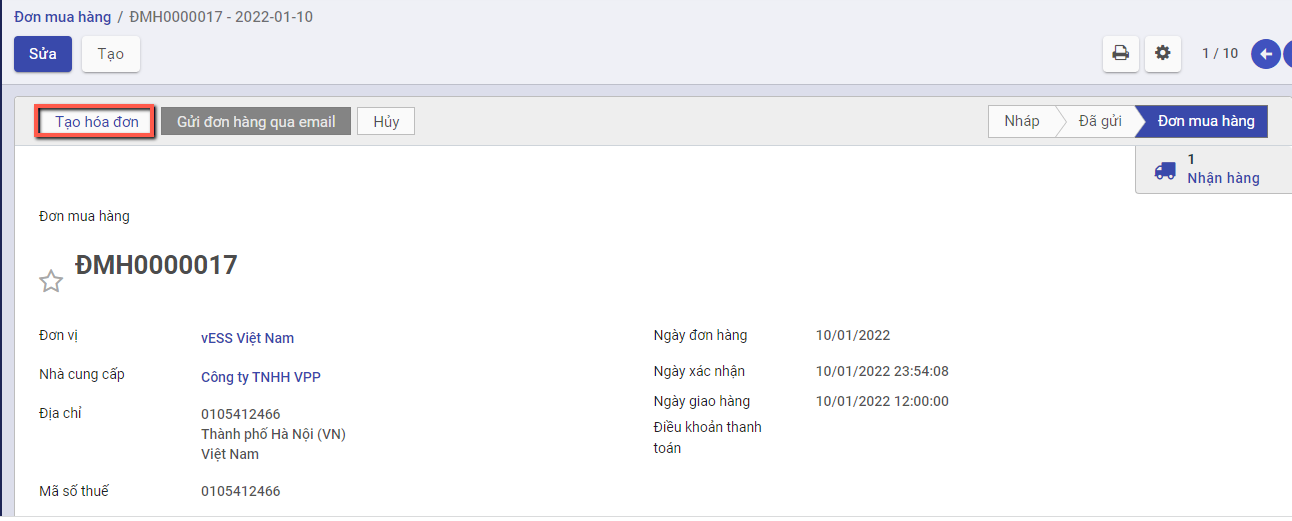 Đơn mua hàng / ĐMH0000017 - 2022-01-10
Sửa Tạo 1 / 10
Tạo hóa đơn Gửi đơn hàng qua email Hủy Nháp Đã gửi Đơn mua hàng
1
Nhận hàng
Đơn mua hàng
ĐMH0000017
Đơn vị vESS Việt Nam Ngày đơn hàng 10/01/2022
Nhà cung cấp Công ty TNHH VPP Ngày xác nhận 10/01/2022 23:54:08
Ngày giao hàng 10/01/2022 12:00:00
Địa chỉ 0105412466 Điều khoản thanh
Thành phố Hà Nội (VN) toán
Việt Nam
Mã số thuế 0105412466